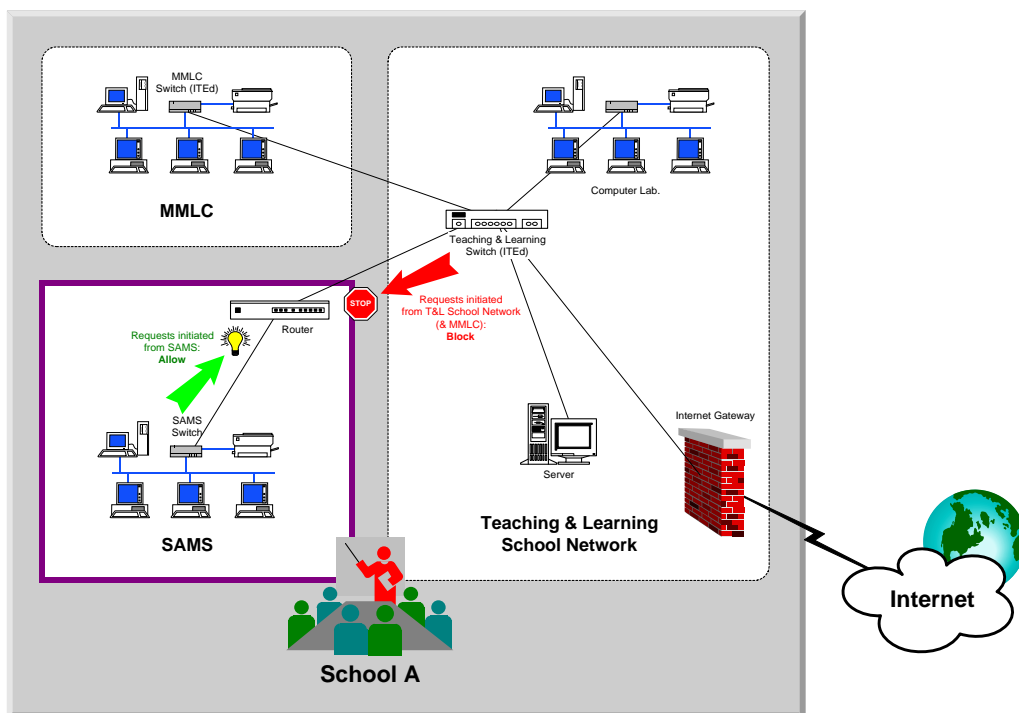 MMLC
Switch (ITEd)
MMLC
Computer Lab.
Teaching & Learning
Switch (ITEd)
STOP
Requests initiated
from T&L School Network
(& MMLC):
Block
Router
Requests initiated
from SAMS:
Allow
SAMS
Switch
SAMS
Server
Internet Gateway
Teaching & Learning
School Network
Internet
School A